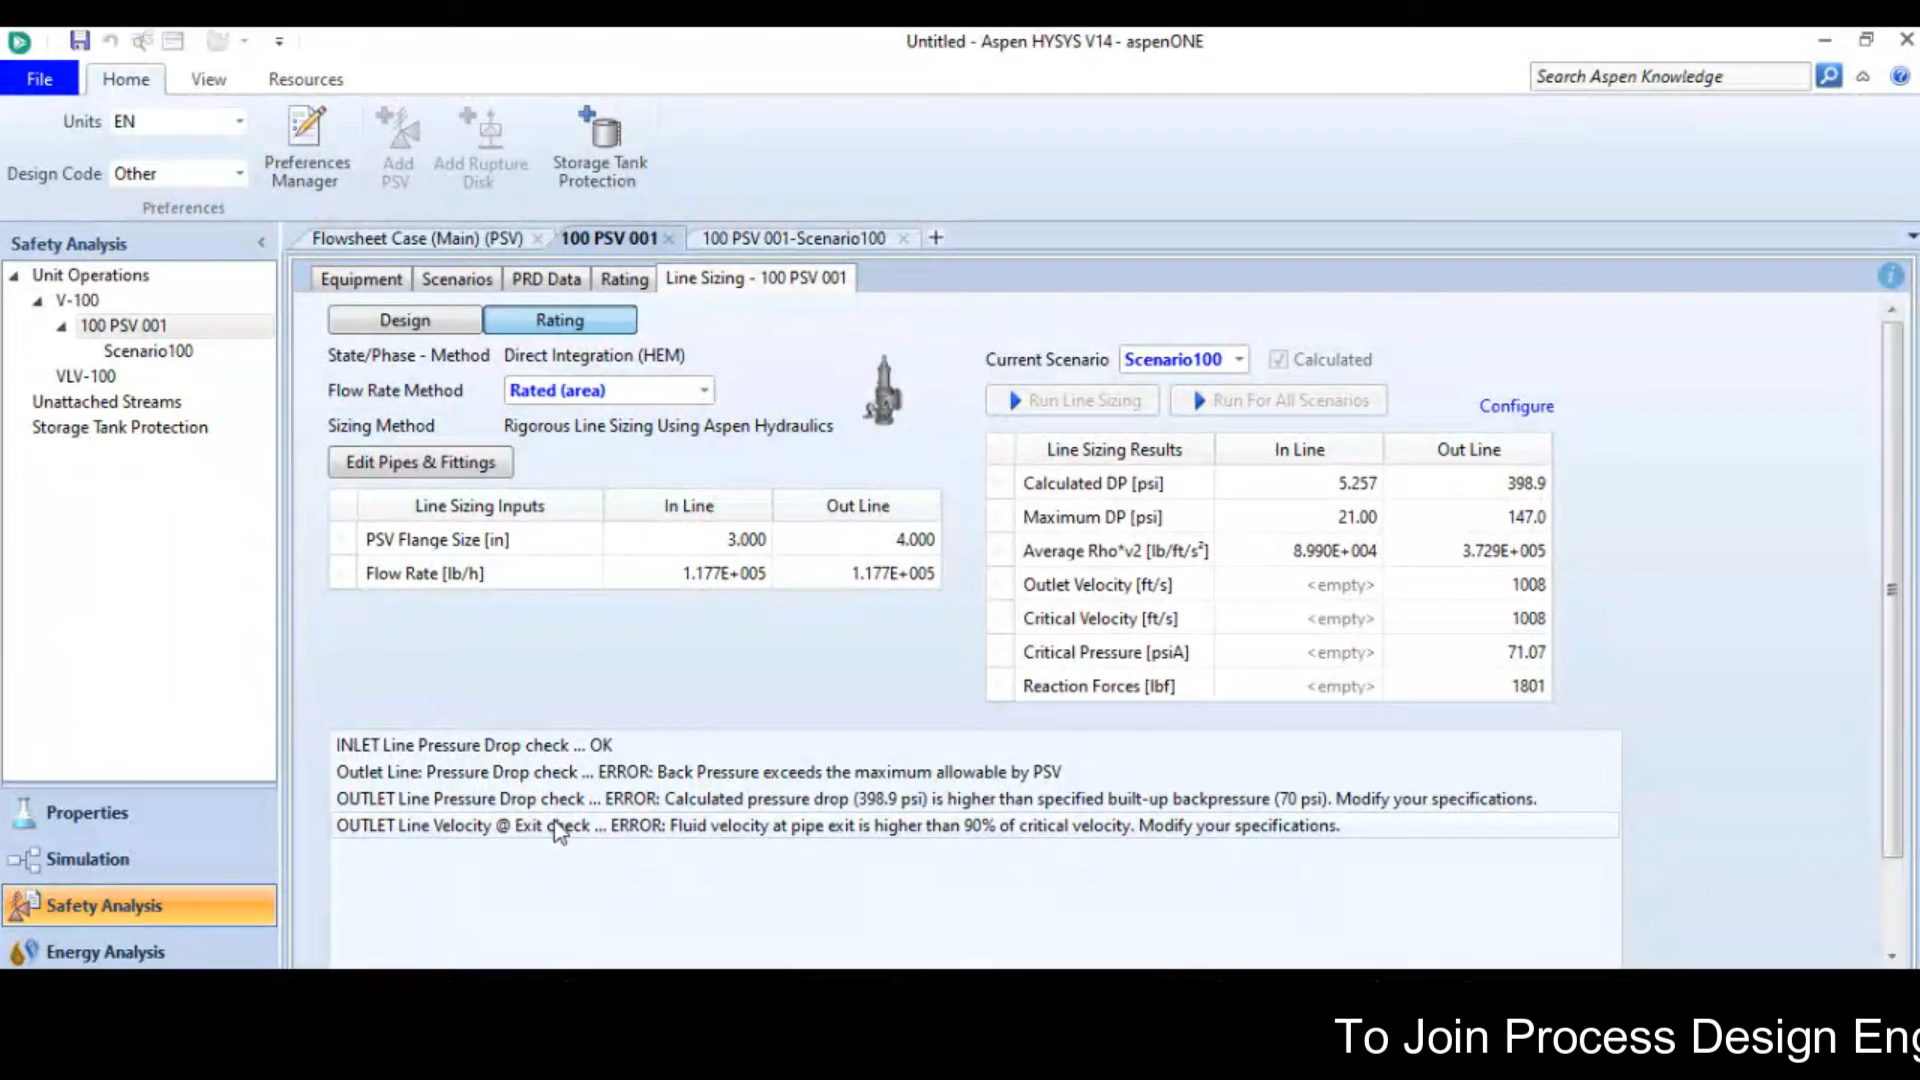 Untitled - Aspen HYSYS V14 - aspenONE
File
Home
View
Resources
Search Aspen Knowledge
Units
EN
Design Code
Other
Preferences
Manager
Add
PSV
Add Rupture
Disk
Storage Tank
Protection
Preferences
Safety Analysis
Unit Operations
V-100
100 PSV 001
Scenario100
VLV-100
Unattached Streams
Storage Tank Protection
Properties
Simulation
Safety Analysis
Energy Analysis
Flowsheet Case (Main) (PSV)
100 PSV 001
100 PSV 001-Scenario100
Equipment
Scenarios
PRD Data
Rating
Line Sizing - 100 PSV 001
Design
Rating
State/Phase - Method Direct Integration (HEM)
Flow Rate Method Rated (area)
Sizing Method Rigorous Line Sizing Using Aspen Hydraulics
Edit Pipes & Fittings
Line Sizing Inputs In Line Out Line
PSV Flange Size [in] 3.000 4.000
Flow Rate [lb/h] 1.177E+005 1.177E+005
Current Scenario Scenario100 Calculated
Run Line Sizing
Run For All Scenarios
Configure
Line Sizing Results In Line Out Line
Calculated DP [psi] 5.257 398.9
Maximum DP [psi] 21.00 147.0
Average Rho*v2 [lb/ft/s²] 8.990E+004 3.729E+005
Outlet Velocity [ft/s] <empty> 1008
Critical Velocity [ft/s] <empty> 1008
Critical Pressure [psiA] <empty> 71.07
Reaction Forces [lbf] <empty> 1801
INLET Line Pressure Drop check ... OK
Outlet Line: Pressure Drop check ... ERROR: Back Pressure exceeds the maximum allowable by PSV
OUTLET Line Pressure Drop check ... ERROR: Calculated pressure drop (398.9 psi) is higher than specified built-up backpressure (70 psi). Modify your specifications.
OUTLET Line Velocity @ Exit check ... ERROR: Fluid velocity at pipe exit is higher than 90% of critical velocity. Modify your specifications.
To Join Process Design Eng